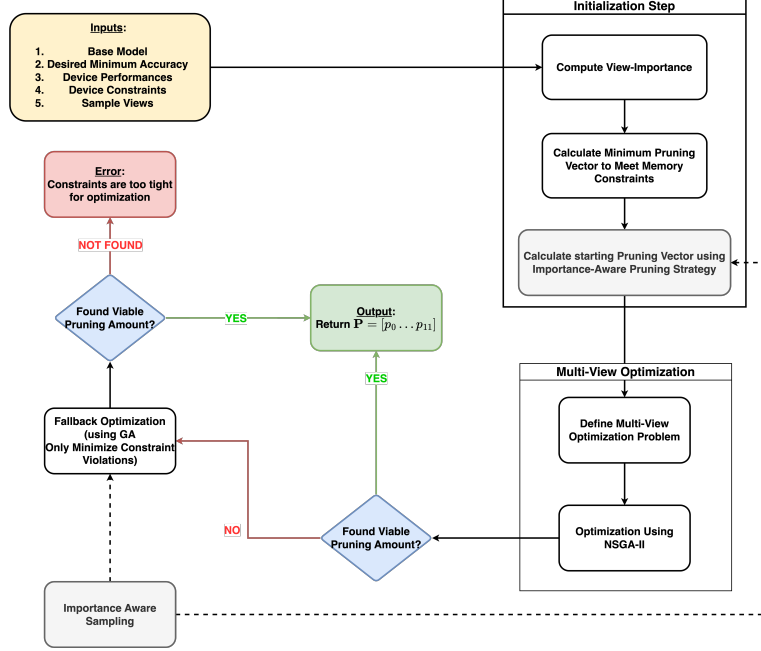 Inputs:
1. Base Model
2. Desired Minimum Accuracy
3. Device Performances
4. Device Constraints
5. Sample Views
Initialization Step
Compute View-Importance
Calculate Minimum Pruning
Vector to Meet Memory
Constraints
Calculate starting Pruning Vector using
Importance-Aware Pruning Strategy
Error:
Constraints are too tight
for optimization
NOT FOUND
Found Viable
Pruning Amount?
YES
Output:
Return P = [p₀ … p₁₁]
YES
Multi-View Optimization
Define Multi-View
Optimization Problem
Optimization Using
NSGA-II
Fallback Optimization
(using GA
Only Minimize Constraint
Violations)
NO
Found Viable
Pruning Amount?
Importance Aware
Sampling